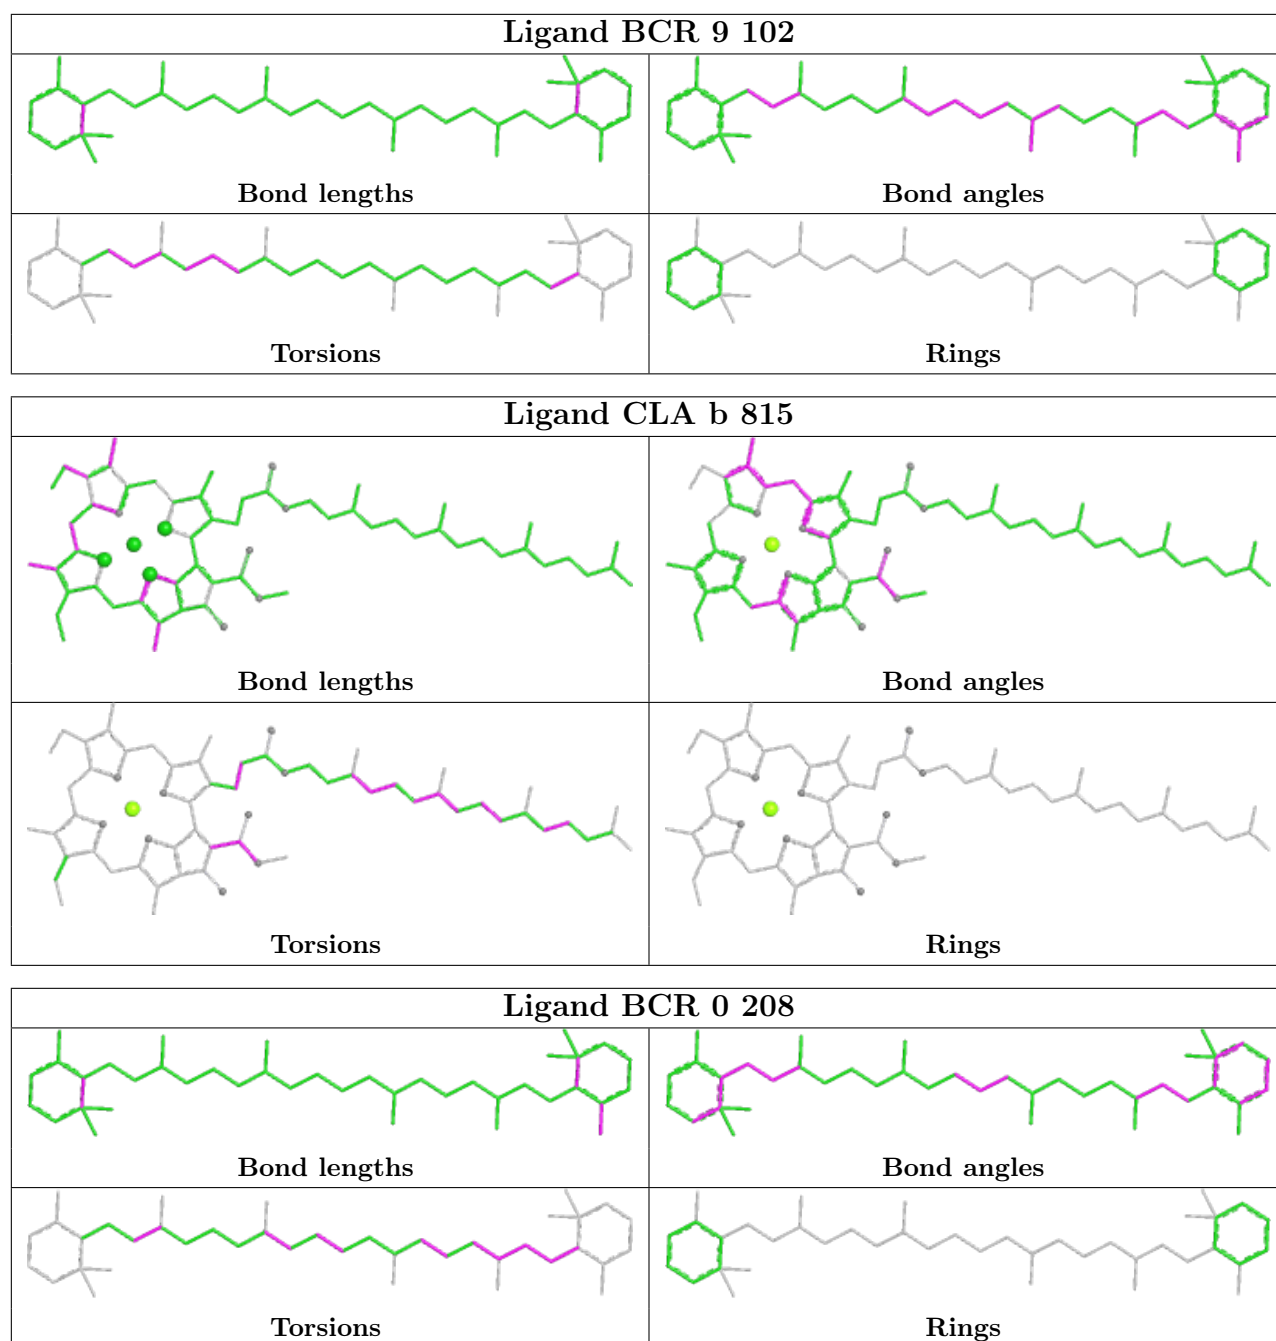 Ligand BCR 9 102
Bond lengths
Bond angles
Torsions
Rings
Ligand CLA b 815
Bond lengths
Bond angles
Torsions
Rings
Ligand BCR 0 208
Bond lengths
Bond angles
Torsions
Rings